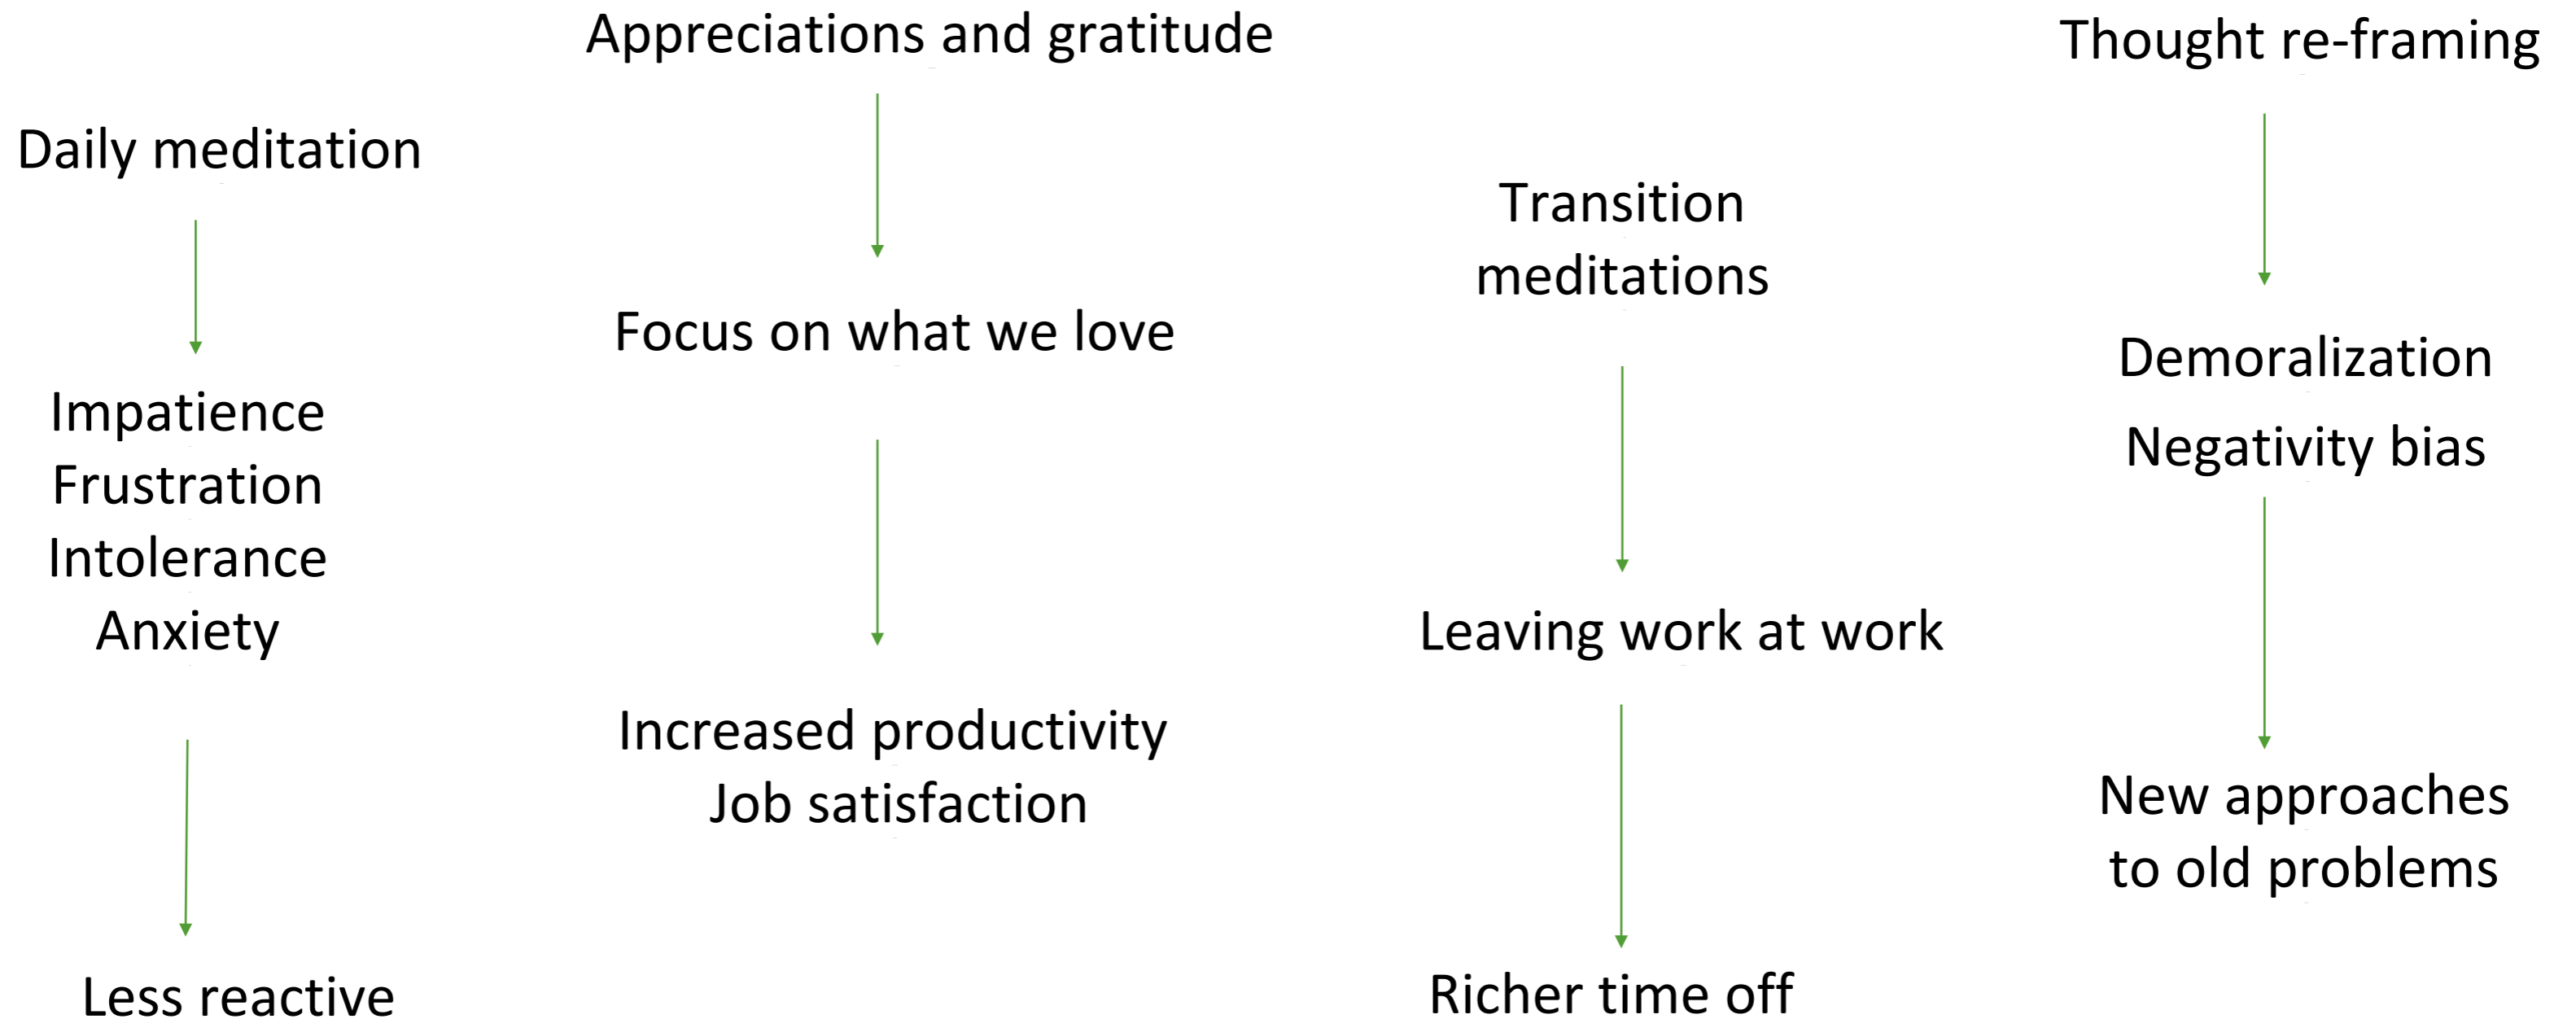 Daily meditation
Impatience
Frustration
Intolerance
Anxiety
Less reactive
Appreciations and gratitude
Focus on what we love
Increased productivity
Job satisfaction
Transition
meditations
Leaving work at work
Richer time off
Thought re-framing
Demoralization
Negativity bias
New approaches
to old problems